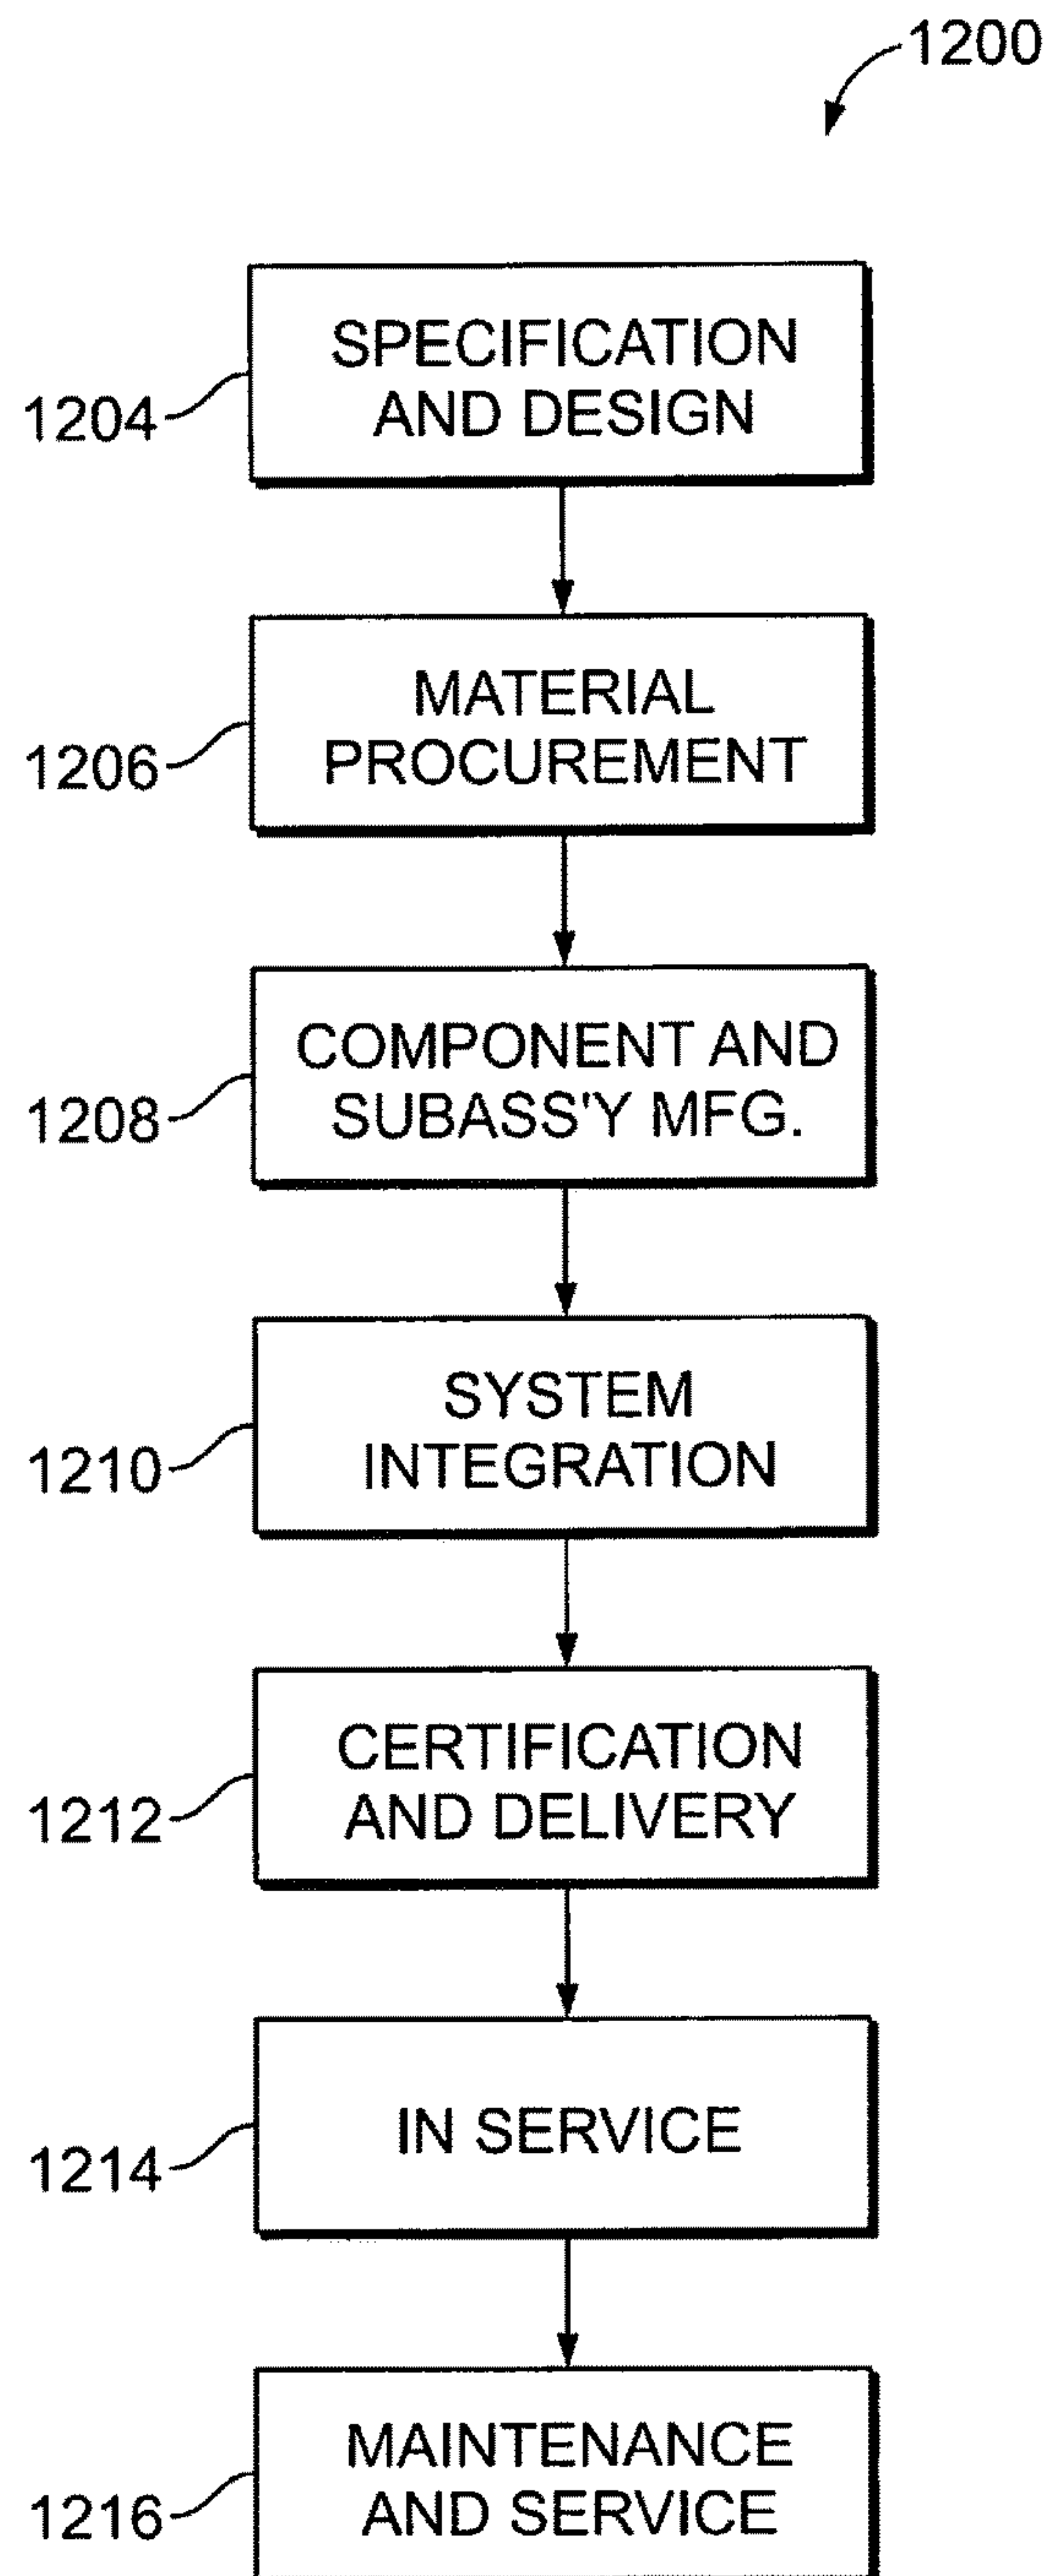 1200
SPECIFICATION
AND DESIGN
1204
MATERIAL
PROCUREMENT
1206
COMPONENT AND
SUBASS'Y MFG.
1208
SYSTEM
INTEGRATION
1210
CERTIFICATION
AND DELIVERY
1212
IN SERVICE
1214
MAINTENANCE
AND SERVICE
1216